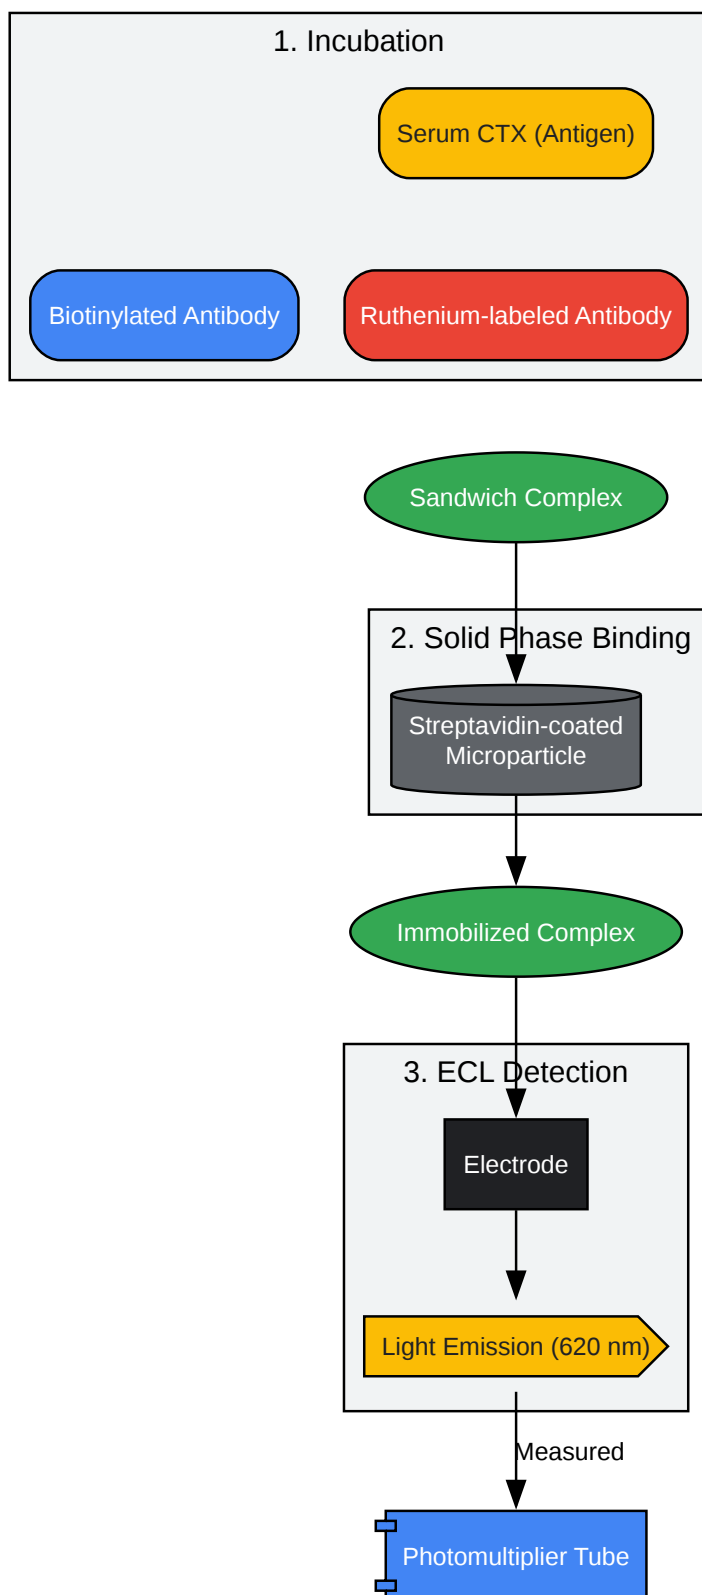 1. Incubation
Serum CTX (Antigen)
Biotinylated Antibody
Ruthenium-labeled Antibody
Sandwich Complex
2. Solid Phase Binding
Streptavidin-coated
Microparticle
Immobilized Complex
3. ECL Detection
Electrode
Light Emission (620 nm)
Measured
Photomultiplier Tube